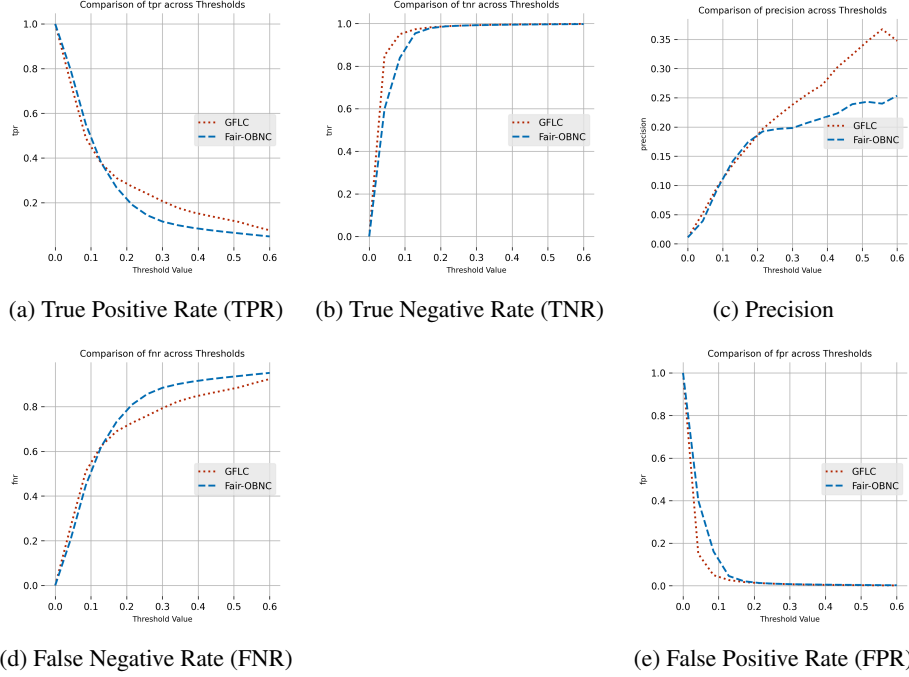 Comparison of tpr across Thresholds
1.0
0.8
0.6
0.4
0.2
tpr
GFLC
Fair-OBNC
0.0 0.1 0.2 0.3 0.4 0.5 0.6
Threshold Value
(a) True Positive Rate (TPR)
Comparison of tnr across Thresholds
1.0
0.8
0.6
0.4
0.2
0.0
tnr
GFLC
Fair-OBNC
0.0 0.1 0.2 0.3 0.4 0.5 0.6
Threshold Value
(b) True Negative Rate (TNR)
Comparison of precision across Thresholds
0.35
0.30
0.25
0.20
0.15
0.10
0.05
0.00
precision
GFLC
Fair-OBNC
0.0 0.1 0.2 0.3 0.4 0.5 0.6
Threshold Value
(c) Precision
Comparison of fnr across Thresholds
0.8
0.6
0.4
0.2
0.0
fnr
GFLC
Fair-OBNC
0.0 0.1 0.2 0.3 0.4 0.5 0.6
Threshold Value
(d) False Negative Rate (FNR)
Comparison of fpr across Thresholds
1.0
0.8
0.6
0.4
0.2
0.0
fpr
GFLC
Fair-OBNC
0.0 0.1 0.2 0.3 0.4 0.5 0.6
Threshold Value
(e) False Positive Rate (FPR)